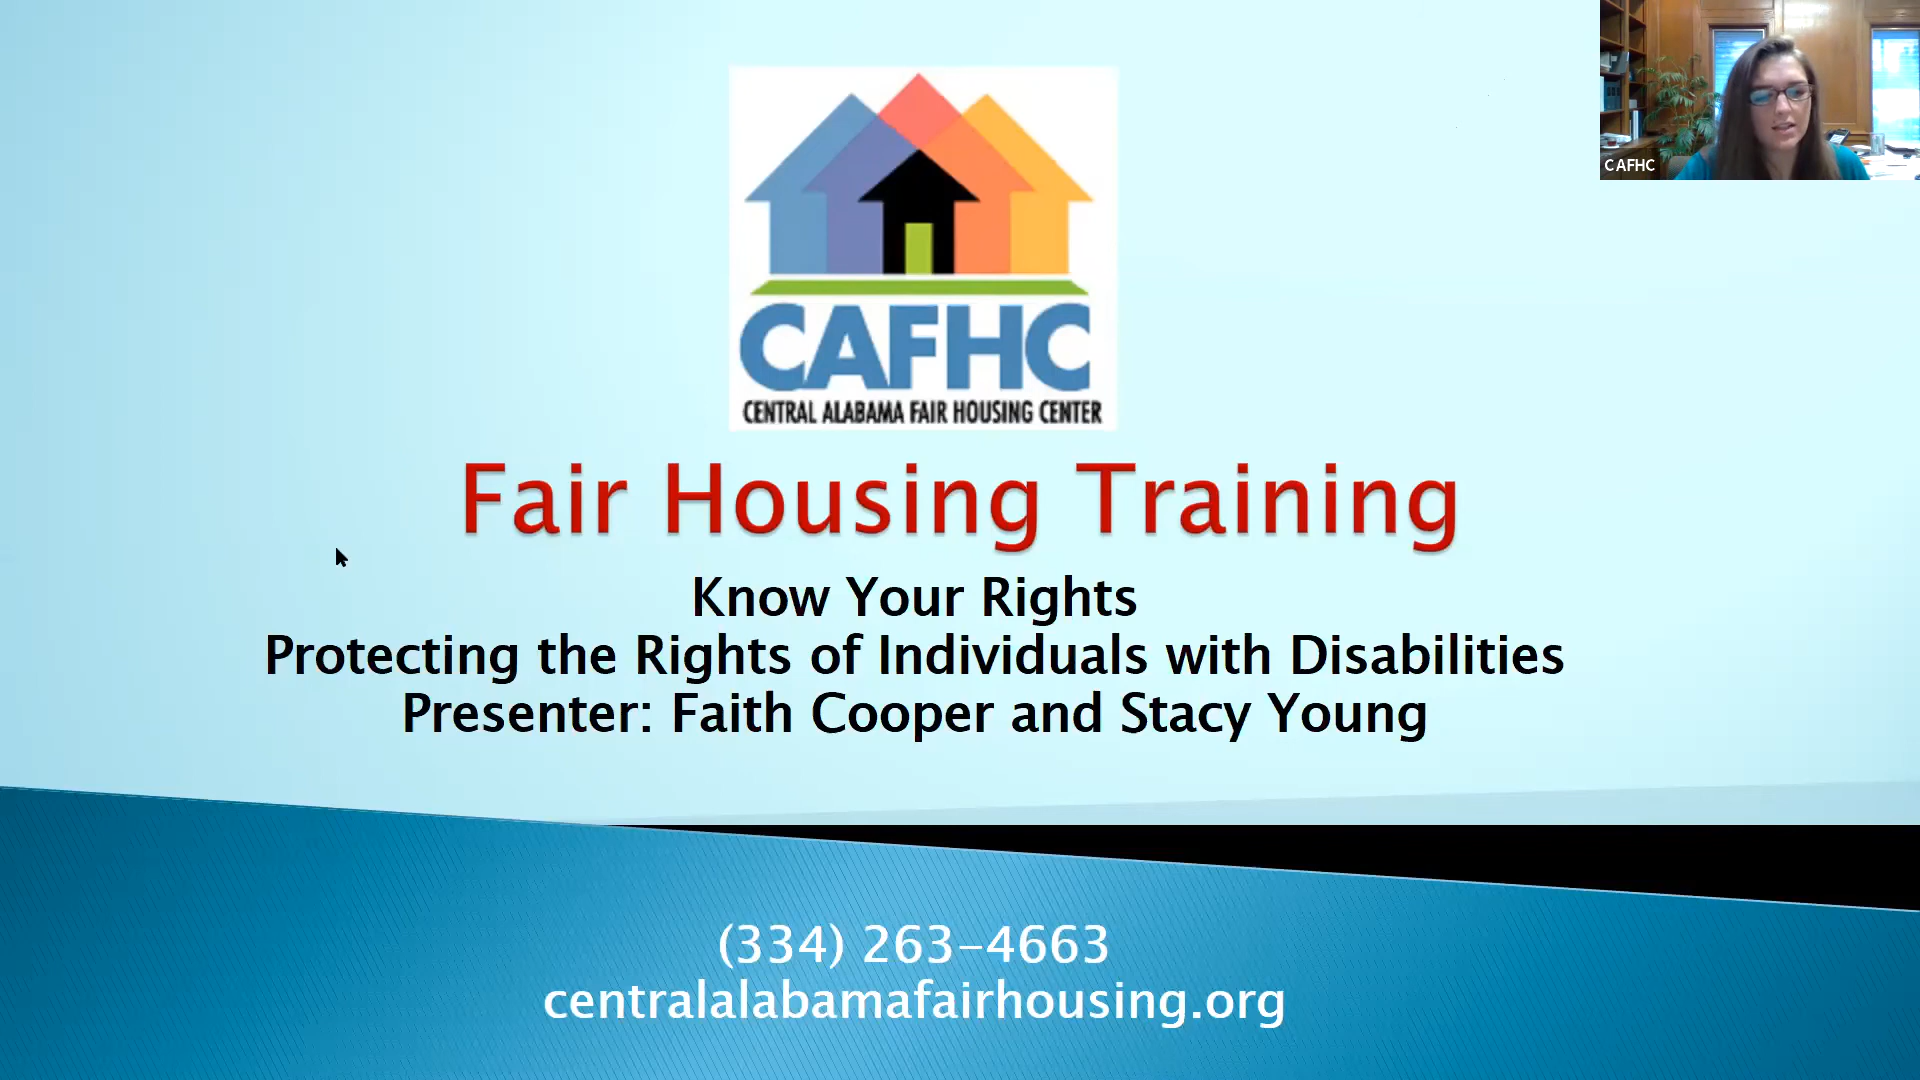 CAFHC
CAFHC
CENTRAL ALABAMA FAIR HOUSING CENTER
Fair Housing Training
Know Your Rights
Protecting the Rights of Individuals with Disabilities
Presenter: Faith Cooper and Stacy Young
(334) 263-4663
centralalabamafairhousing.org